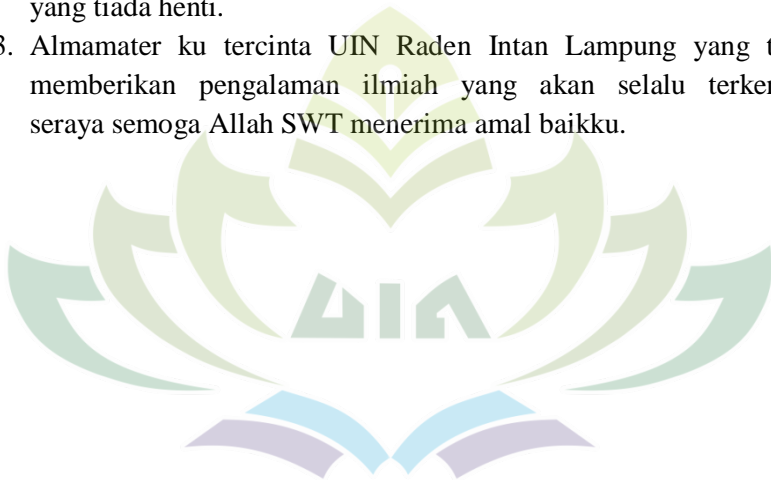 yang tiada henti.
3. Almamater ku tercinta UIN Raden Intan Lampung yang
memberikan pengalaman ilmiah yang akan selalu
seraya semoga Allah SWT menerima amal baikku.
UIN